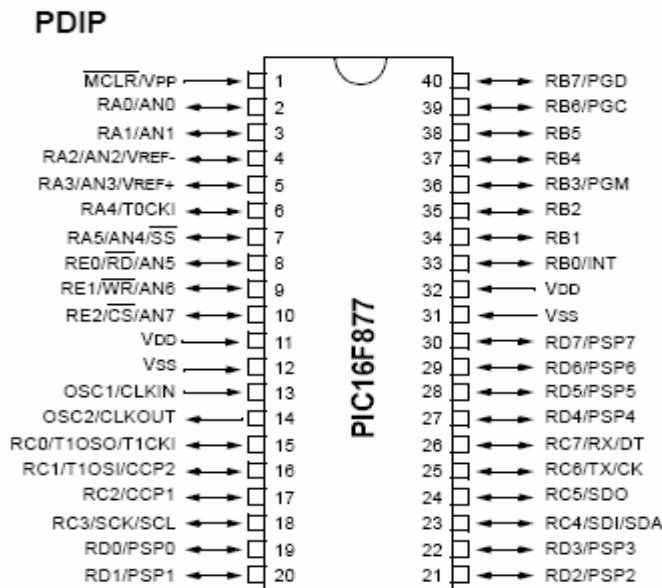 PDIP
MCLR/VPP 1 40 RB7/PGD
RA0/AN0 2 39 RB6/PGC
RA1/AN1 3 38 RB5
RA2/AN2/VREF- 4 37 RB4
RA3/AN3/VREF+ 5 36 RB3/PGM
RA4/T0CKI 6 35 RB2
RA5/AN4/SS 7 34 RB1
RE0/RD/AN5 8 33 RB0/INT
RE1/WR/AN6 9 32 VDD
RE2/CS/AN7 10 31 VSS
VDD 11 30 RD7/PSP7
VSS 12 29 RD6/PSP6
OSC1/CLKIN 13 28 RD5/PSP5
OSC2/CLKOUT 14 27 RD4/PSP4
RC0/T1OSO/T1CKI 15 26 RC7/RX/DT
RC1/T1OSI/CCP2 16 25 RC6/TX/CK
RC2/CCP1 17 24 RC5/SDO
RC3/SCK/SCL 18 23 RC4/SDI/SDA
RD0/PSP0 19 22 RD3/PSP3
RD1/PSP1 20 21 RD2/PSP2
PIC16F877